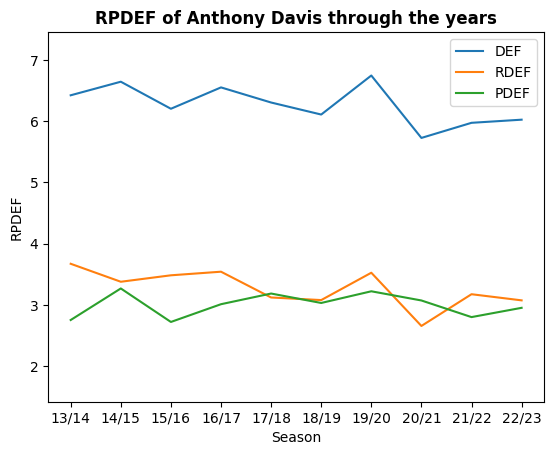 RPDEF of Anthony Davis through the years
DEF
RDEF
PDEF
7
6
5
4
3
2
RPDEF
13/14 14/15 15/16 16/17 17/18 18/19 19/20 20/21 21/22 22/23
Season